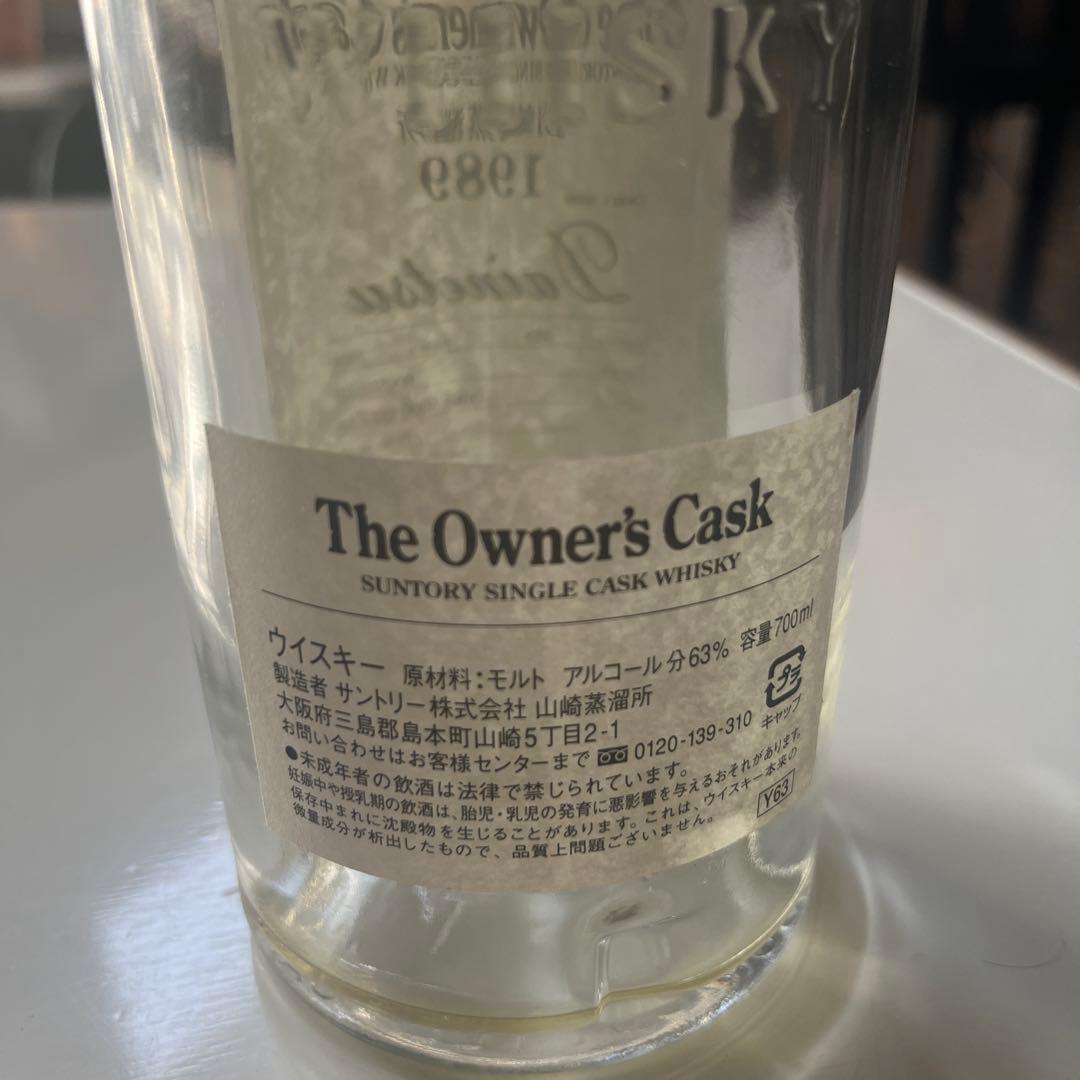 KY
The Owner's Cask
1989
Dainetsu
The Owner's Cask
SUNTORY SINGLE CASK WHISKY
ウイスキー 原材料:モルト アルコール分63% 容量700ml
製造者 サントリー株式会社 山崎蒸溜所
大阪府三島郡島本町山崎5丁目2-1
お問い合わせはお客様センターまで 0120-139-310
プラ
キャップ
●未成年者の飲酒は法律で禁じられています。
妊娠中や授乳期の飲酒は、胎児・乳児の発育に悪影響を与えるおそれがあります。
保存中まれに沈殿物を生じることがあります。これは、ウイスキー本来の
微量成分が析出したもので、品質上問題ございません。
Y63